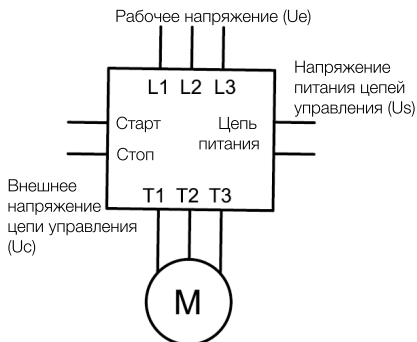 Рабочее напряжение (Ue)
L1 L2 L3
Напряжение
питания цепей
управления (Us)
Старт
Стоп
Цепь
питания
Внешнее
напряжение
цепи управления
(Uc)
T1 T2 T3
M